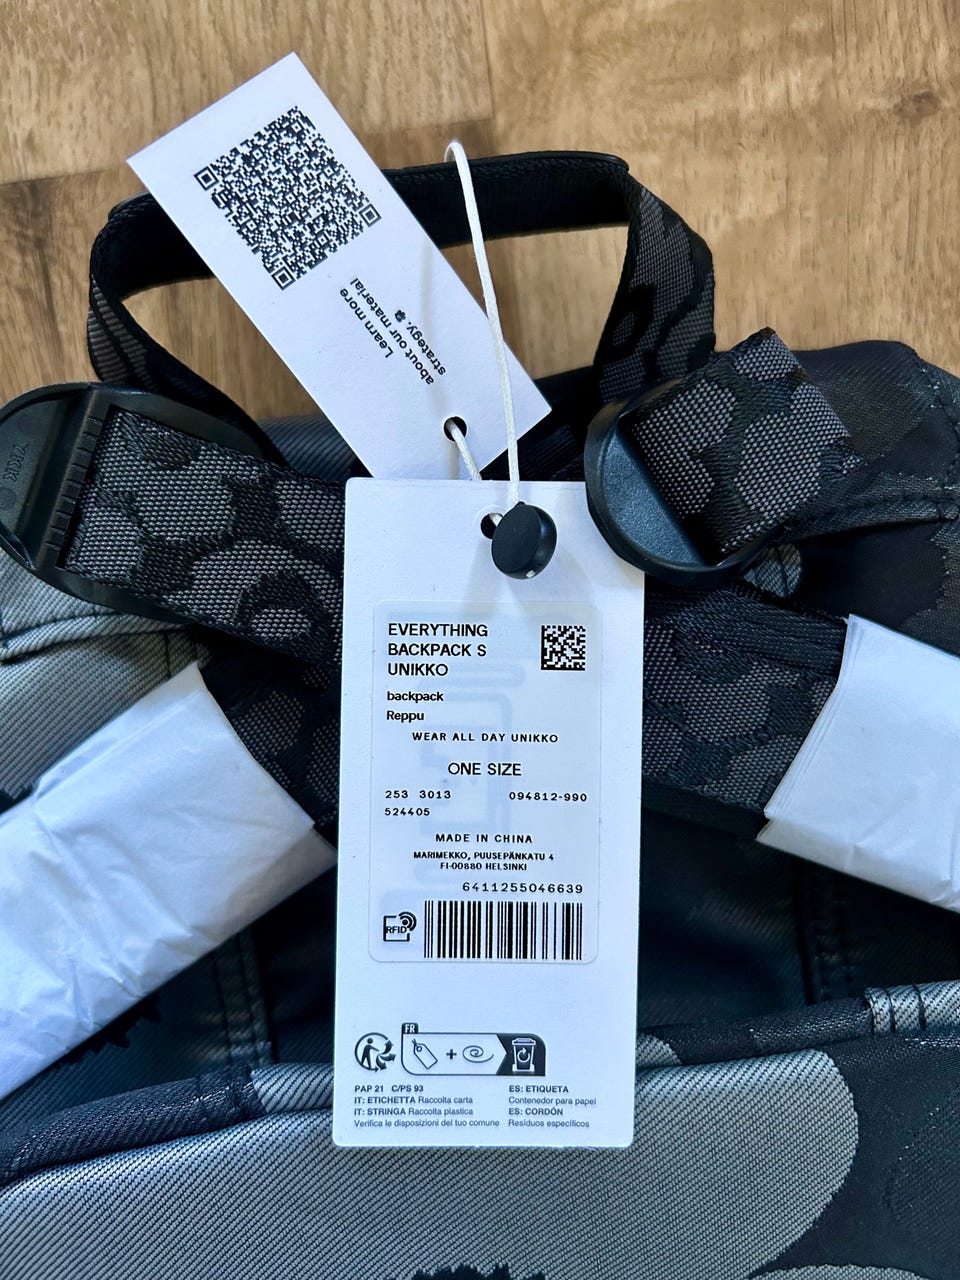 Learn more
about our material
strategy.
YKK
EVERYTHING
BACKPACK S
UNIKKO
backpack
Reppu
WEAR ALL DAY UNIKKO
ONE SIZE
253 3013 094812-990
524405
MADE IN CHINA
MARIMEKKO, PUUSEPÄNKATU 4
FI-00880 HELSINKI
6411255046639
RFID
FR
PAP 21 C/PS 93
IT: ETICHETTA Raccolta carta
IT: STRINGA Raccolta plastica
Verifica le disposizioni del tuo comune
ES: ETIQUETA
Contenedor para papel
ES: CORDÓN
Residuos específicos